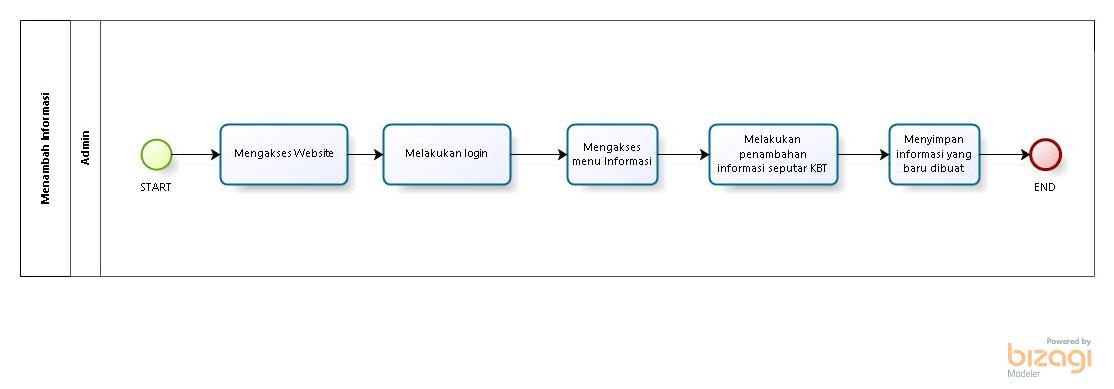 Menambah Informasi
Admin
START
Mengakses Website
Melakukan login
Mengakses
menu Informasi
Melakukan
penambahan
informasi seputar KBT
Menyimpan
informasi yang
baru dibuat
END
Powered by
bizagi
Modeler